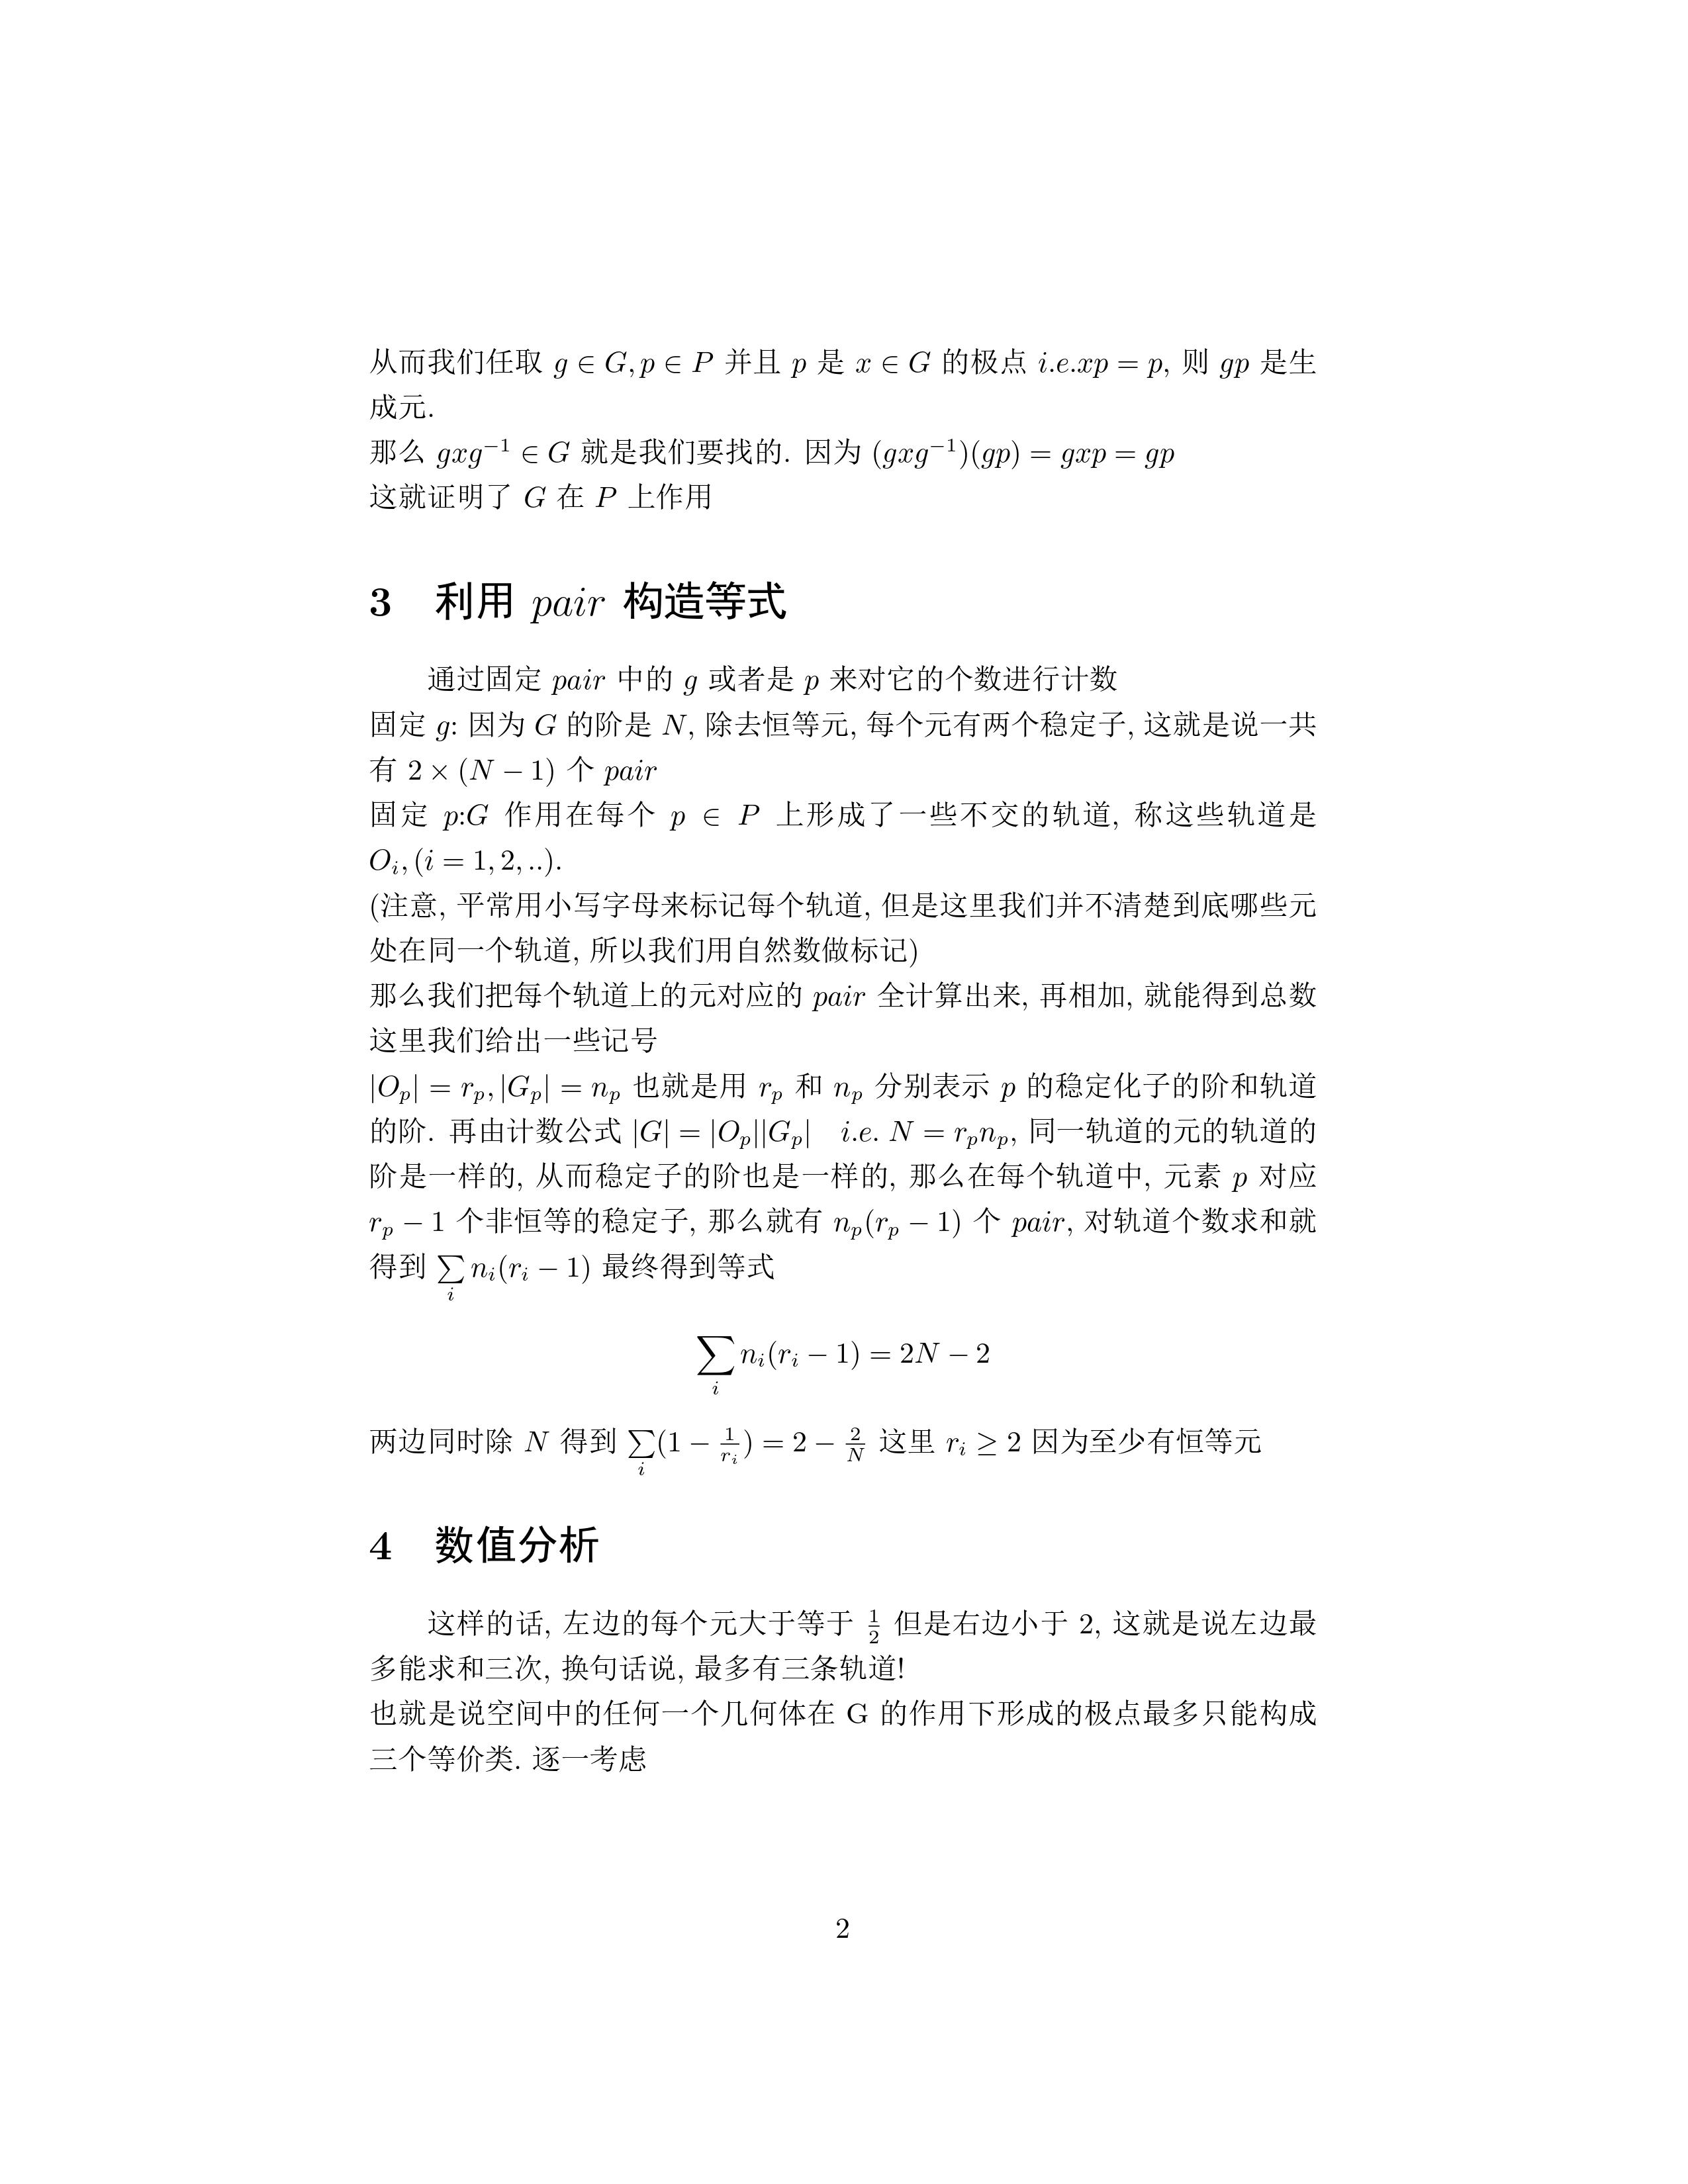 从而我们任取 $g \in G, p \in P$ 并且 $p$ 是 $x \in G$ 的极点 $i.e.xp = p$, 则 $gp$ 是生
成元.
那么 $gxg^{-1} \in G$ 就是我们要找的. 因为 $(gxg^{-1})(gp) = gxp = gp$
这就证明了 $G$ 在 $P$ 上作用
3 利用 $pair$ 构造等式
通过固定 $pair$ 中的 $g$ 或者是 $p$ 来对它的个数进行计数
固定 $g$: 因为 $G$ 的阶是 $N$, 除去恒等元, 每个元有两个稳定子, 这就是说一共
有 $2 \times (N - 1)$ 个 $pair$
固定 $p$:$G$ 作用在每个 $p \in P$ 上形成了一些不交的轨道, 称这些轨道是
$O_i, (i = 1, 2, ..)$.
(注意, 平常用小写字母来标记每个轨道, 但是这里我们并不清楚到底哪些元
处在同一个轨道, 所以我们用自然数做标记)
那么我们把每个轨道上的元对应的 $pair$ 全计算出来, 再相加, 就能得到总数
这里我们给出一些记号
$|O_p| = r_p, |G_p| = n_p$ 也就是用 $r_p$ 和 $n_p$ 分别表示 $p$ 的稳定化子的阶和轨道
的阶. 再由计数公式 $|G| = |O_p||G_p|$ $i.e.$ $N = r_p n_p$, 同一轨道的元的轨道的
阶是一样的, 从而稳定子的阶也是一样的, 那么在每个轨道中, 元素 $p$ 对应
$r_p - 1$ 个非恒等的稳定子, 那么就有 $n_p(r_p - 1)$ 个 $pair$, 对轨道个数求和就
得到 $\sum\limits_i n_i(r_i - 1)$ 最终得到等式
$$\sum_i n_i(r_i - 1) = 2N - 2$$
两边同时除 $N$ 得到 $\sum\limits_i (1 - \frac{1}{r_i}) = 2 - \frac{2}{N}$ 这里 $r_i \geq 2$ 因为至少有恒等元
4 数值分析
这样的话, 左边的每个元大于等于 $\frac{1}{2}$ 但是右边小于 2, 这就是说左边最
多能求和三次, 换句话说, 最多有三条轨道!
也就是说空间中的任何一个几何体在 G 的作用下形成的极点最多只能构成
三个等价类. 逐一考虑
2